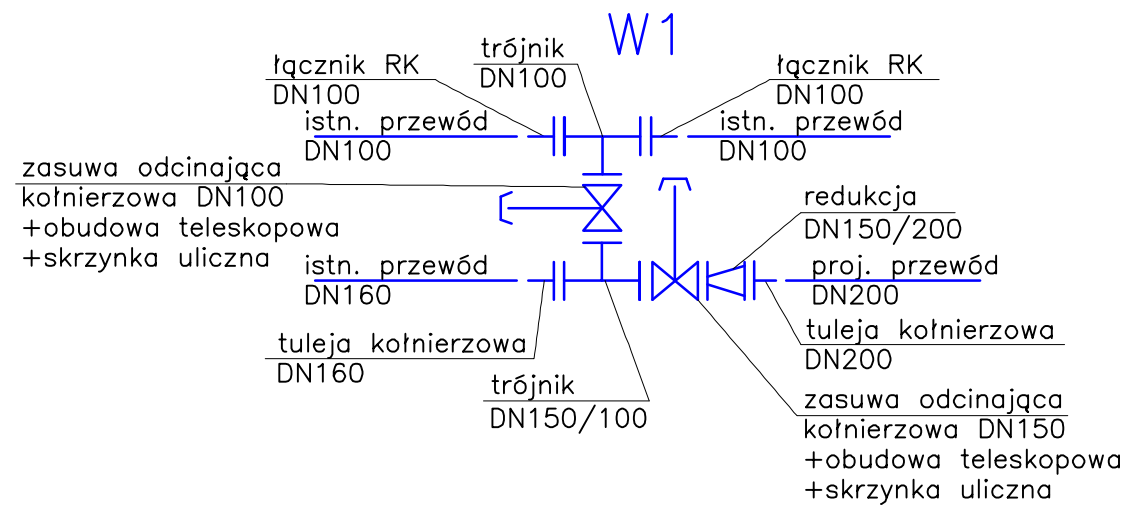 W1
trójnik
DN100
łącznik RK
DN100
łącznik RK
DN100
istn. przewód
DN100
istn. przewód
DN100
zasuwa odcinająca
kołnierzowa DN100
+obudowa teleskopowa
+skrzynka uliczna
redukcja
DN150/200
istn. przewód
DN160
proj. przewód
DN200
tuleja kołnierzowa
DN160
tuleja kołnierzowa
DN200
trójnik
DN150/100
zasuwa odcinająca
kołnierzowa DN150
+obudowa teleskopowa
+skrzynka uliczna